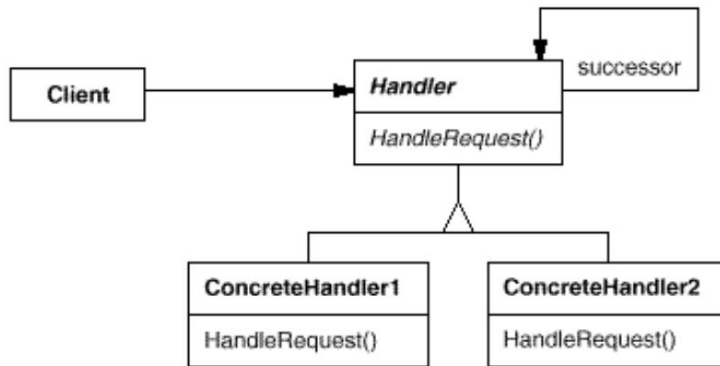 successor
Client
Handler
HandleRequest()
ConcreteHandler1
HandleRequest()
ConcreteHandler2
HandleRequest()